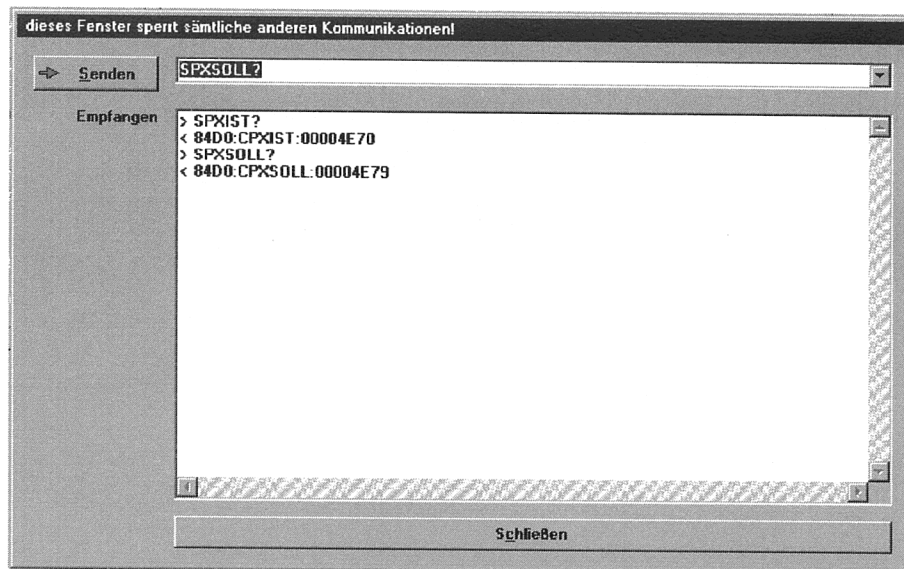 dieses Fenster sperrt sämtliche anderen Kommunikationen!
Senden
SPXSOLL?
Empfangen
> SPXIST?
< 84D0:CPXIST:00004E70
> SPXSOLL?
< 84D0:CPXSOLL:00004E79
Schließen